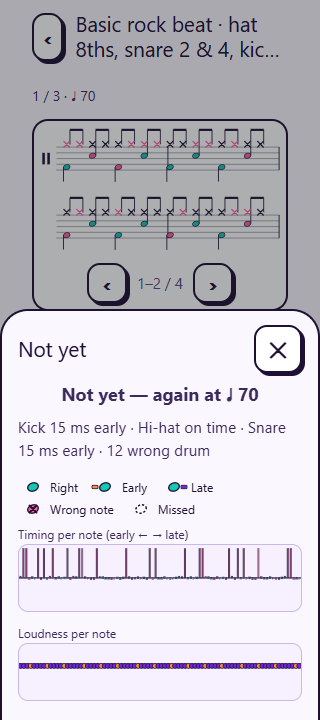 Basic rock beat · hat
8ths, snare 2 & 4, kic…
1 / 3 · ♩ 70
1–2 / 4
Not yet
Not yet — again at ♩ 70
Kick 15 ms early · Hi-hat on time · Snare
15 ms early · 12 wrong drum
Right Early Late
Wrong note Missed
Timing per note (early ← → late)
Loudness per note